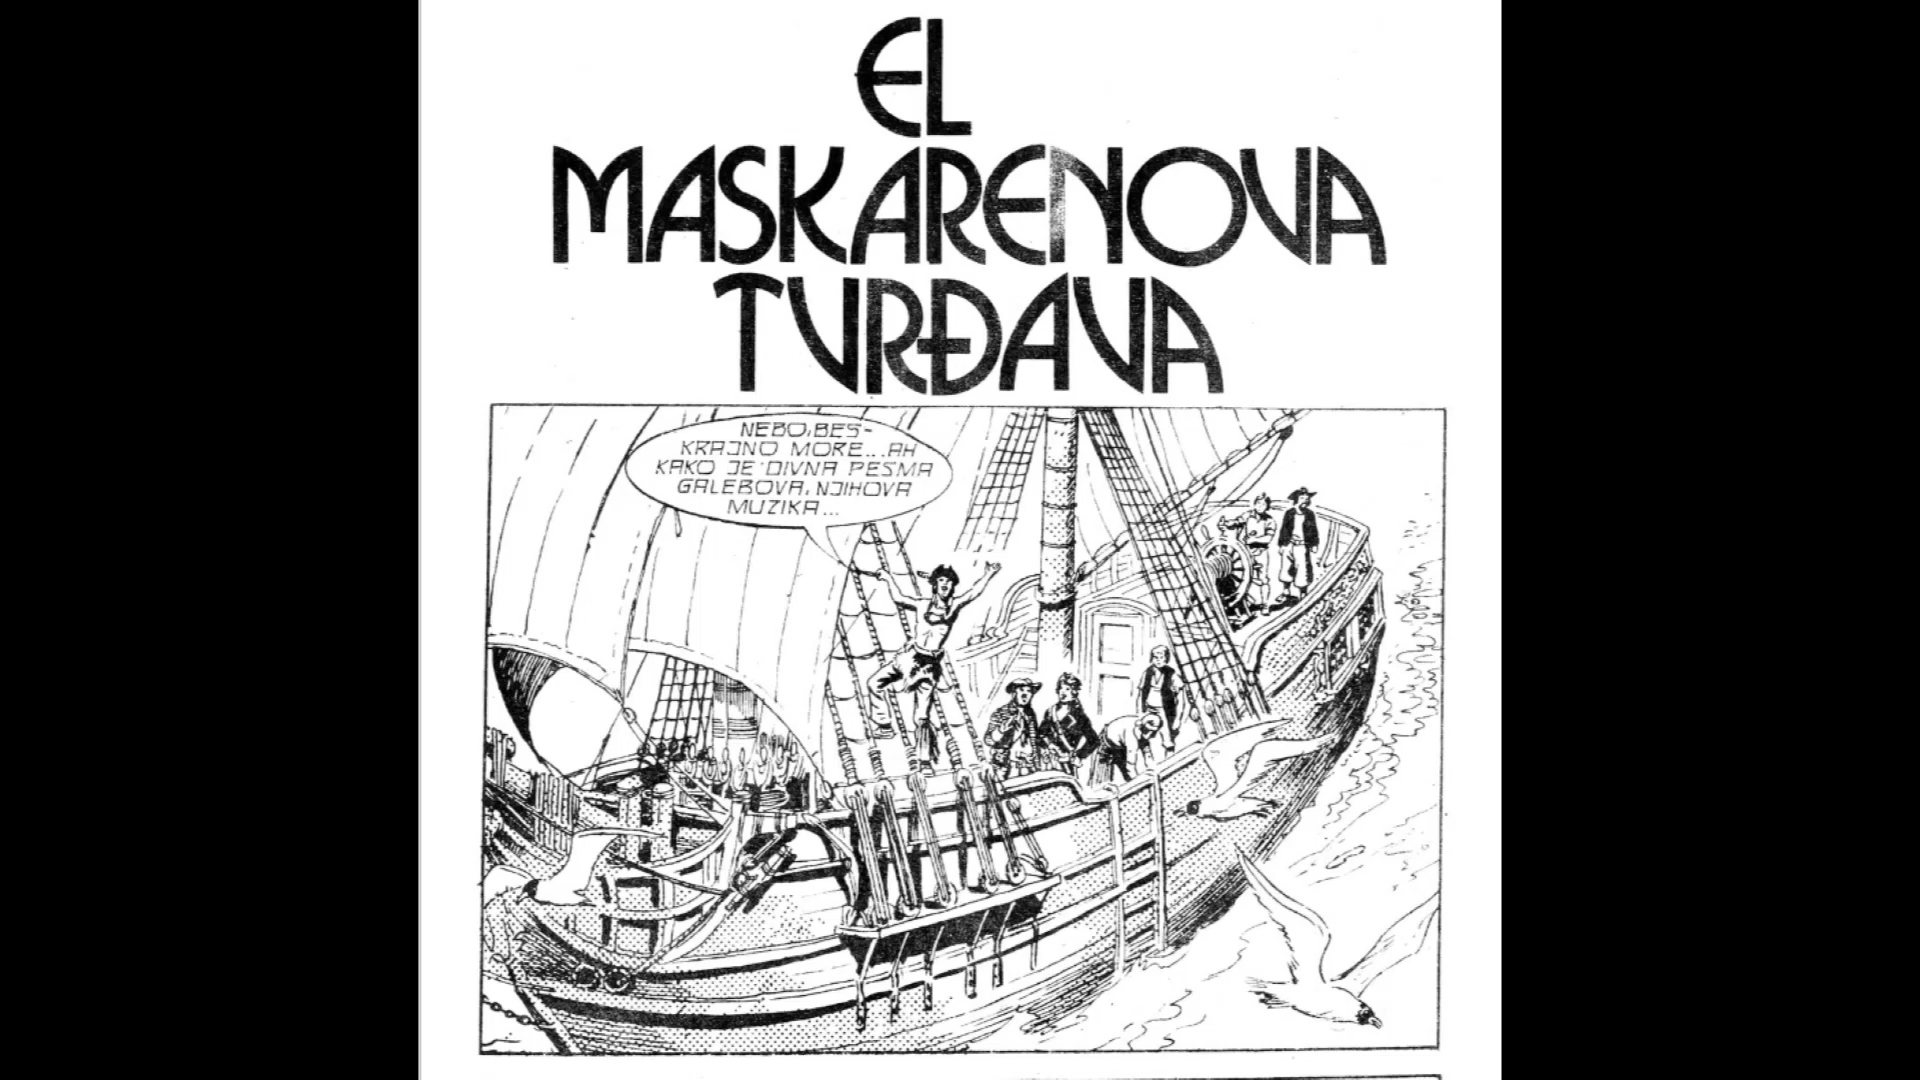 EL
MASKARENOVA
TVRĐAVA
NEBO, BES-
KRAJNO MORE...AH
KAKO JE DIVNA PESMA
GALEBOVA, NJIHOVA
MUZIKA...